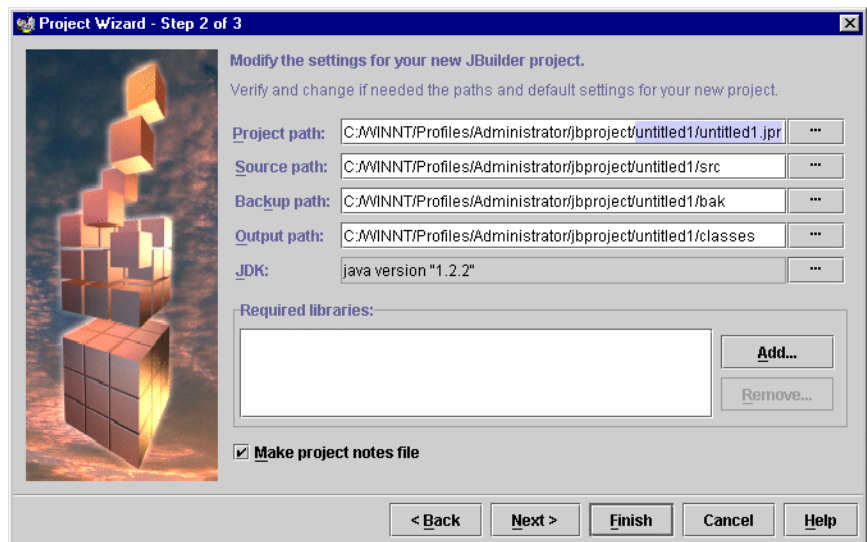 Project Wizard - Step 2 of 3
Modify the settings for your new JBuilder project.
Verify and change if needed the paths and default settings for your new project.
Project path: C:/WINNT/Profiles/Administrator/jbproject/untitled1/untitled1.jpr ...
Source path: C:/WINNT/Profiles/Administrator/jbproject/untitled1/src ...
Backup path: C:/WINNT/Profiles/Administrator/jbproject/untitled1/bak ...
Output path: C:/WINNT/Profiles/Administrator/jbproject/untitled1/classes ...
JDK: java version "1.2.2" ...
Required libraries:
Add...
Remove...
Make project notes file
< Back Next > Finish Cancel Help